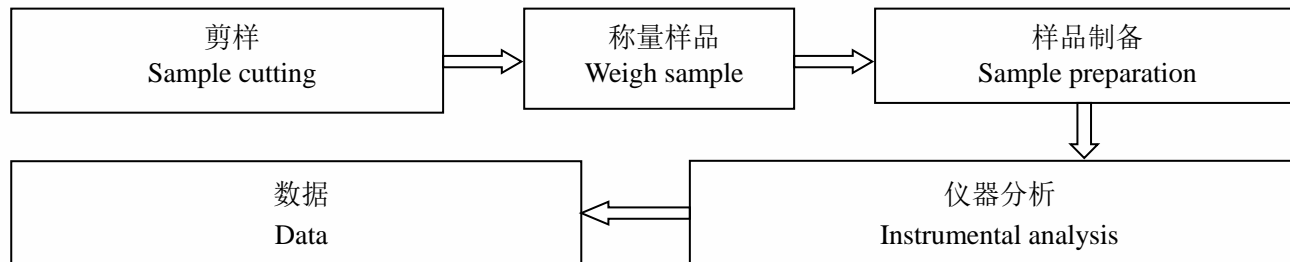 剪样
Sample cutting
称量样品
Weigh sample
样品制备
Sample preparation
仪器分析
Instrumental analysis
数据
Data